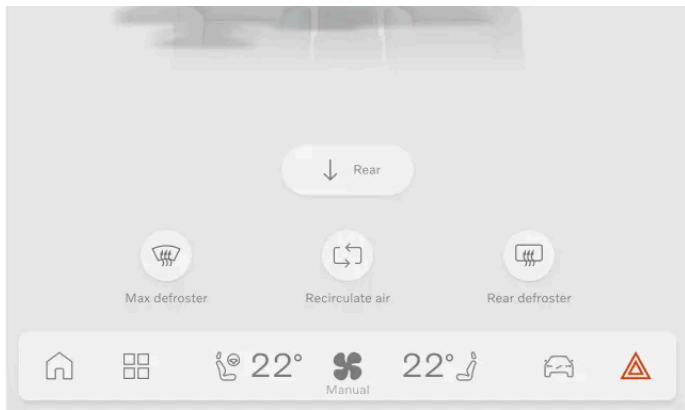 Rear
Max defroster
Recirculate air
Rear defroster
22°
22°
Manual